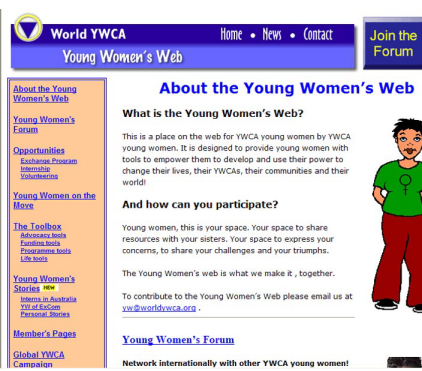 World YWCA
Home • News • Contact
Young Women's Web
Join the
Forum
About the Young
Women's Web
Young Women's
Forum
Opportunities
Exchange Program
Internship
Volunteering
Young Women on the
Move
The Toolbox
Advocacy tools
Funding tools
Programme tools
Life tools
Young Women's
Stories NEW
Interns in Australia
YW of ExCom
Personal Stories
Member's Pages
Global YWCA
Campaign
About the Young Women's Web
What is the Young Women's Web?
This is a place on the web for YWCA young women by YWCA
young women. It is designed to provide young women with
tools to empower them to develop and use their power to
change their lives, their YWCAs, their communities and their
world!
And how can you participate?
Young women, this is your space. Your space to share
resources with your sisters. Your space to express your
concerns, to share your challenges and your triumphs.
The Young Women's web is what we make it , together.
To contribute to the Young Women's Web please email us at
yw@worldywca.org .
Young Women's Forum
Network internationally with other YWCA young women!